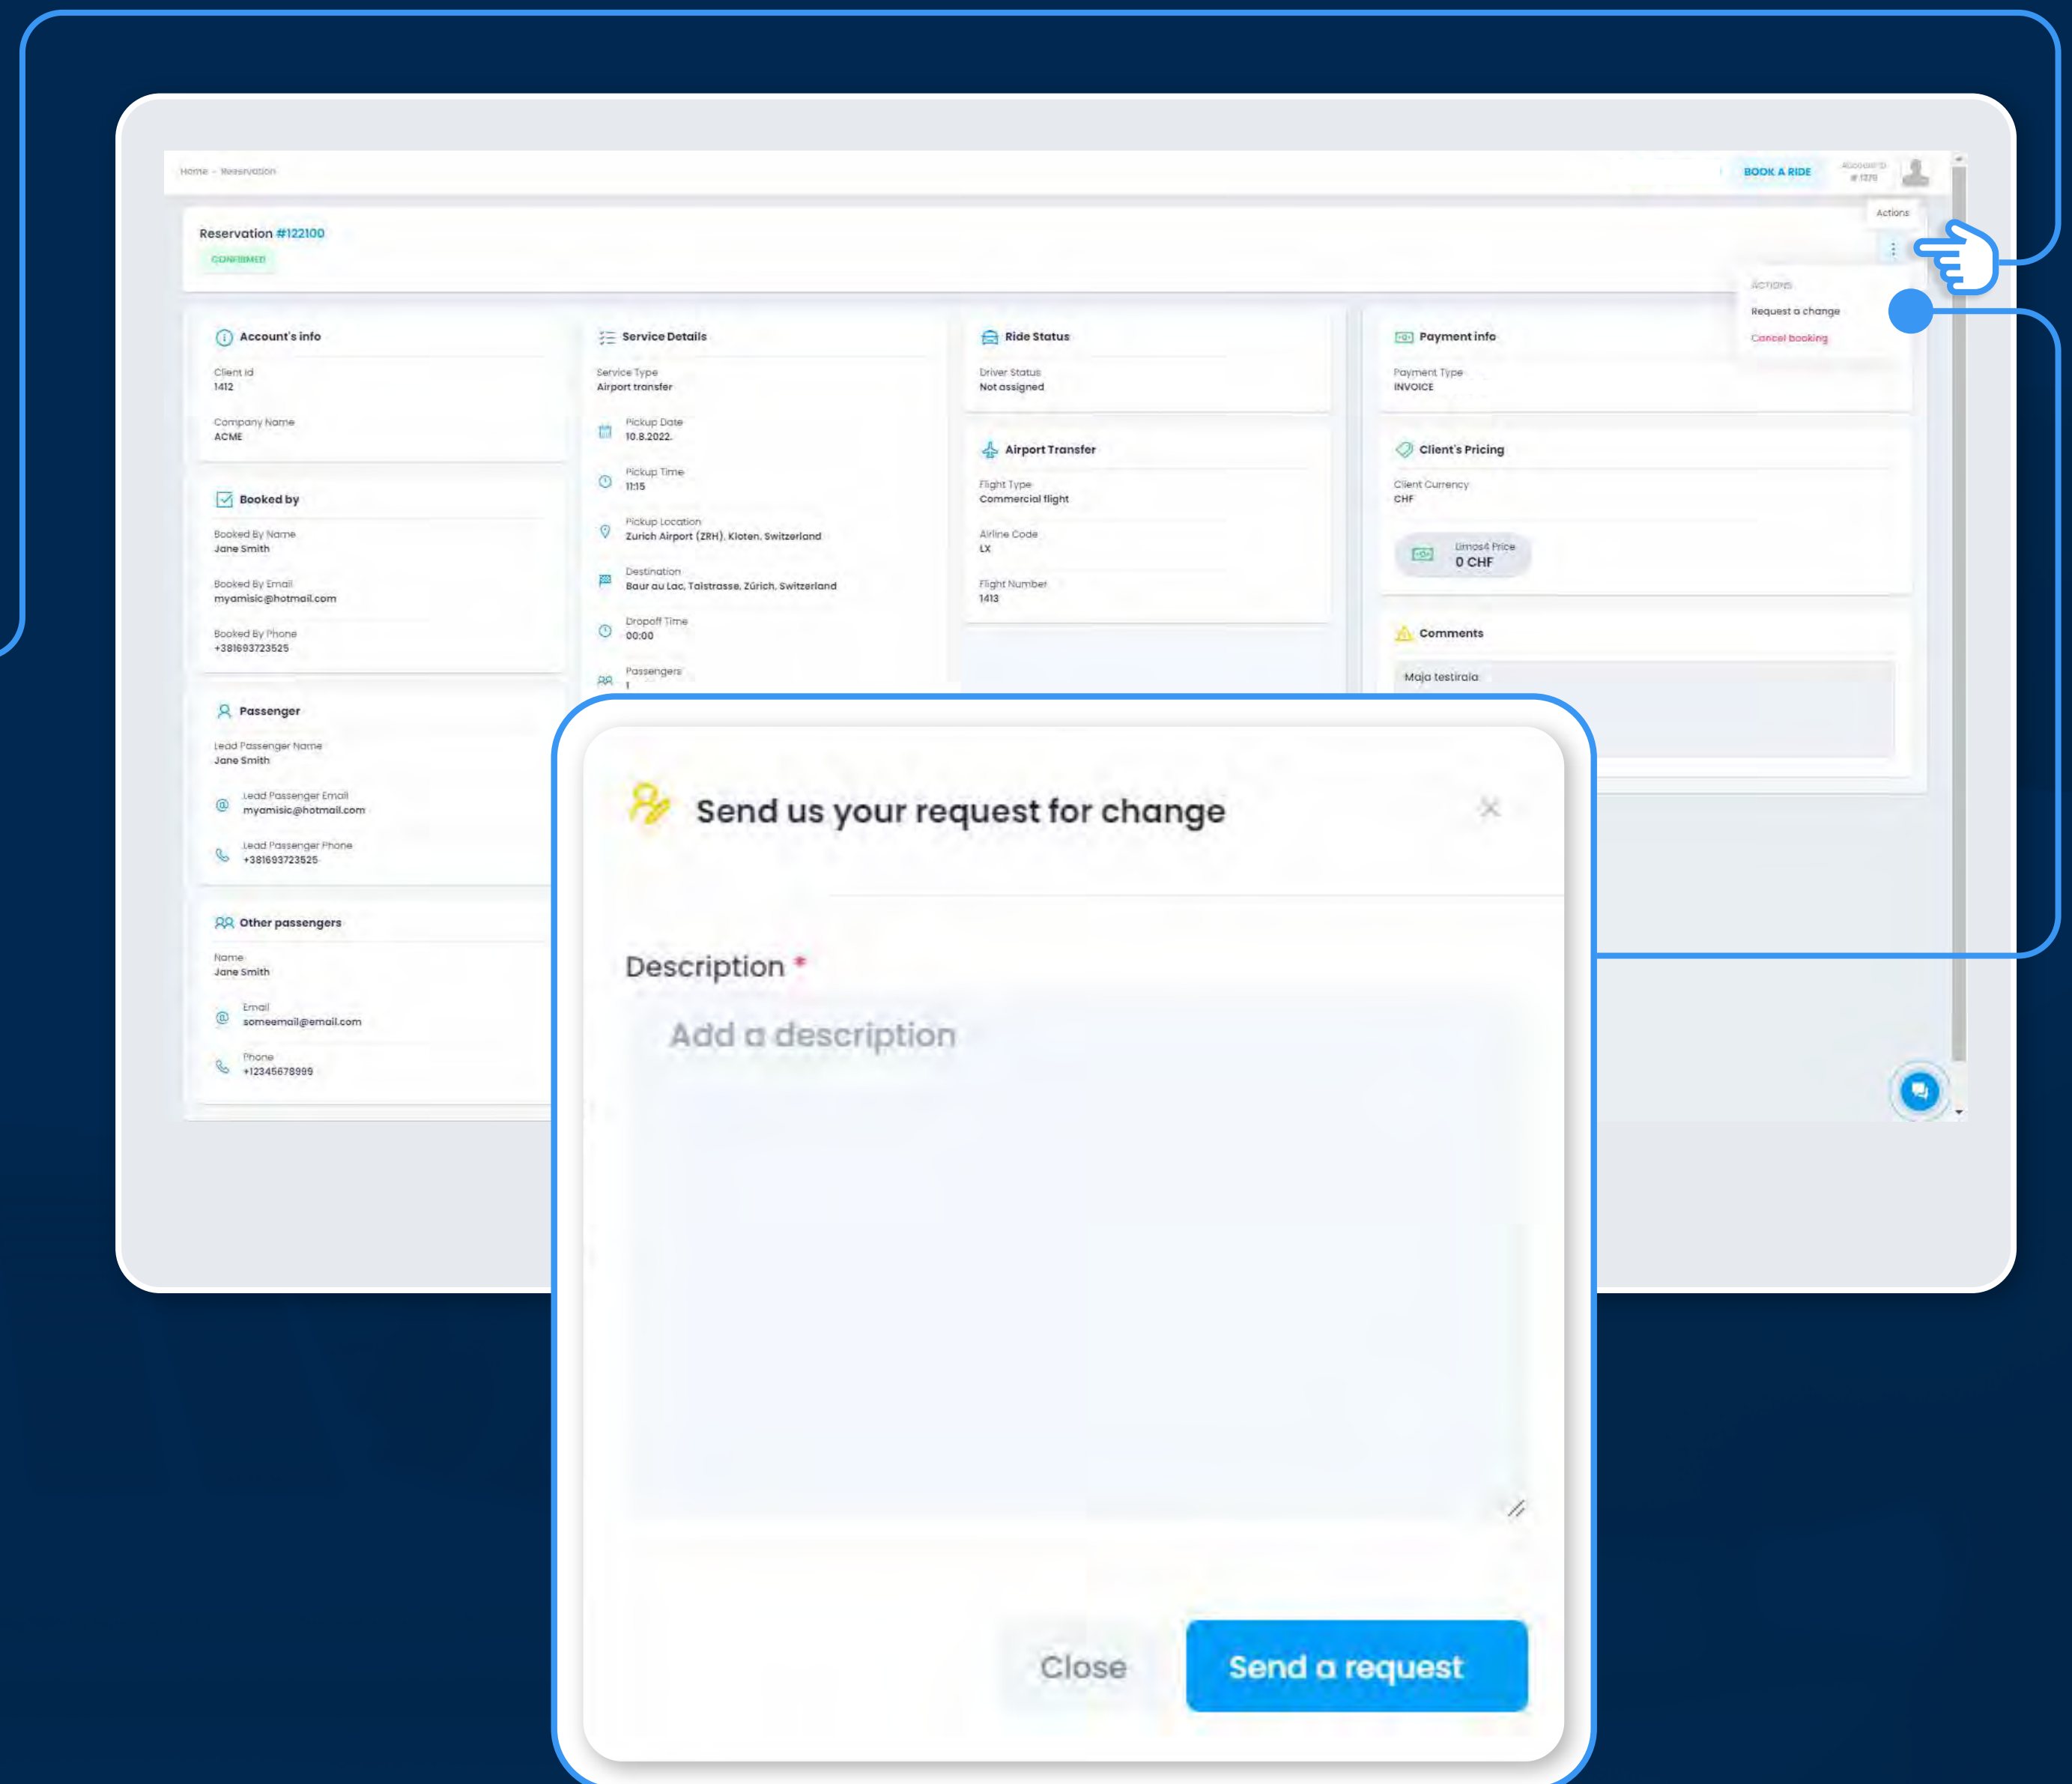 Home - Reservation
BOOK A RIDE
Account ID
# 1379
Actions
Reservation #122100
CONFIRMED
ACTIONS
Request a change
Cancel booking
Account's info
Client Id
1412
Company Name
ACME
Booked by
Booked By Name
Jane Smith
Booked By Email
myamisic@hotmail.com
Booked By Phone
+381693723525
Passenger
Lead Passenger Name
Jane Smith
Lead Passenger Email
myamisic@hotmail.com
Lead Passenger Phone
+381693723525
Other passengers
Name
Jane Smith
Email
someemail@email.com
Phone
+12345678999
Service Details
Service Type
Airport transfer
Pickup Date
10.8.2022.
Pickup Time
11:15
Pickup Location
Zurich Airport (ZRH), Kloten, Switzerland
Destination
Baur au Lac, Talstrasse, Zürich, Switzerland
Dropoff Time
00:00
Passengers
1
Ride Status
Driver Status
Not assigned
Airport Transfer
Flight Type
Commercial flight
Airline Code
LX
Flight Number
1413
Payment info
Payment Type
INVOICE
Client's Pricing
Client Currency
CHF
Limos4 Price
0 CHF
Comments
Maja testirala
Send us your request for change
Description *
Add a description
Close
Send a request